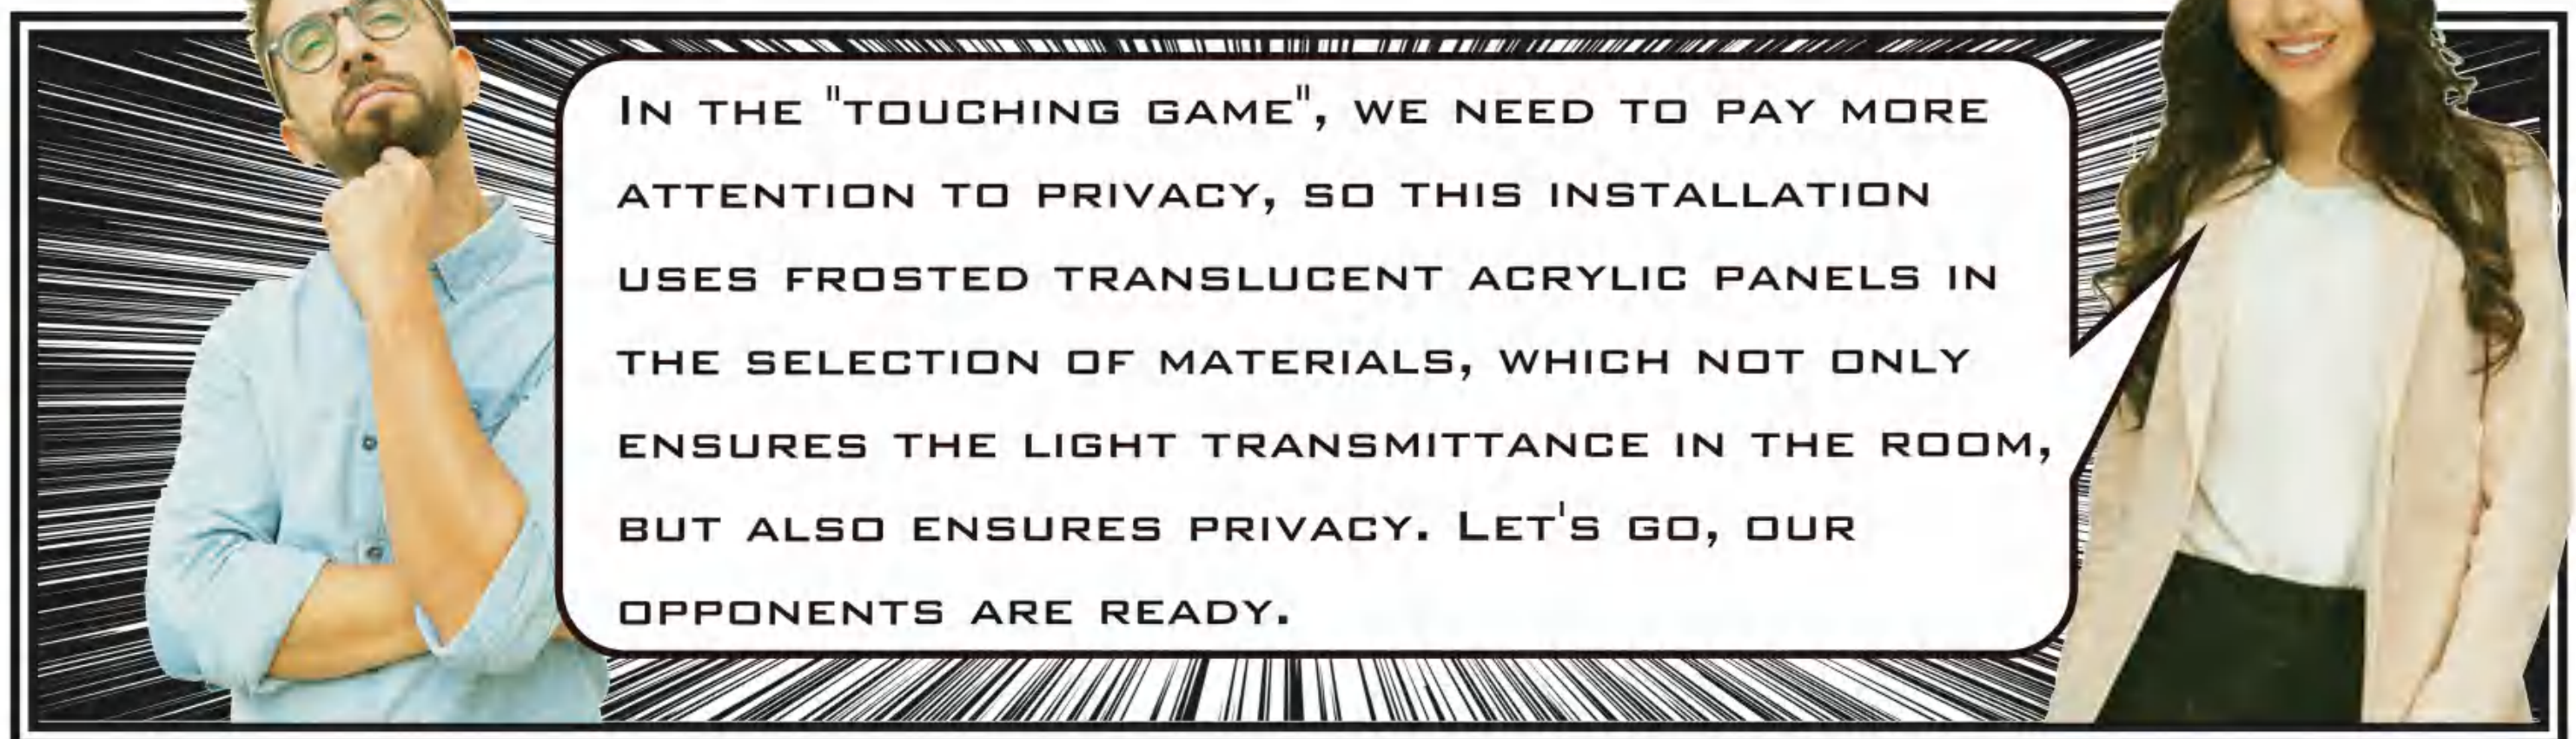 In the "touching game", we need to pay more
attention to privacy, so this installation
uses frosted translucent acrylic panels in
the selection of materials, which not only
ensures the light transmittance in the room,
but also ensures privacy. Let's go, our
opponents are ready.